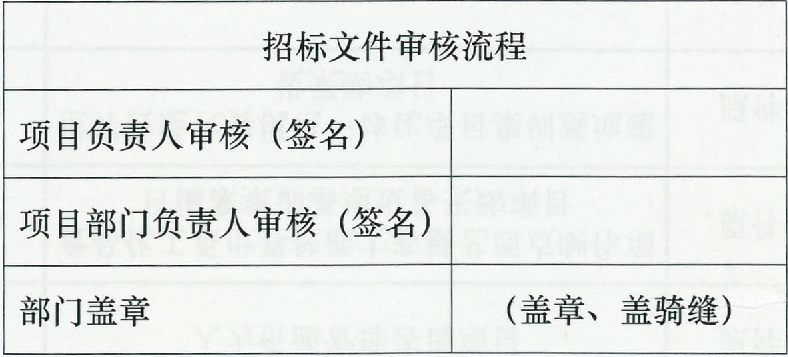 招标文件审核流程
项目负责人审核（签名）
项目部门负责人审核（签名）
部门盖章 （盖章、盖骑缝）